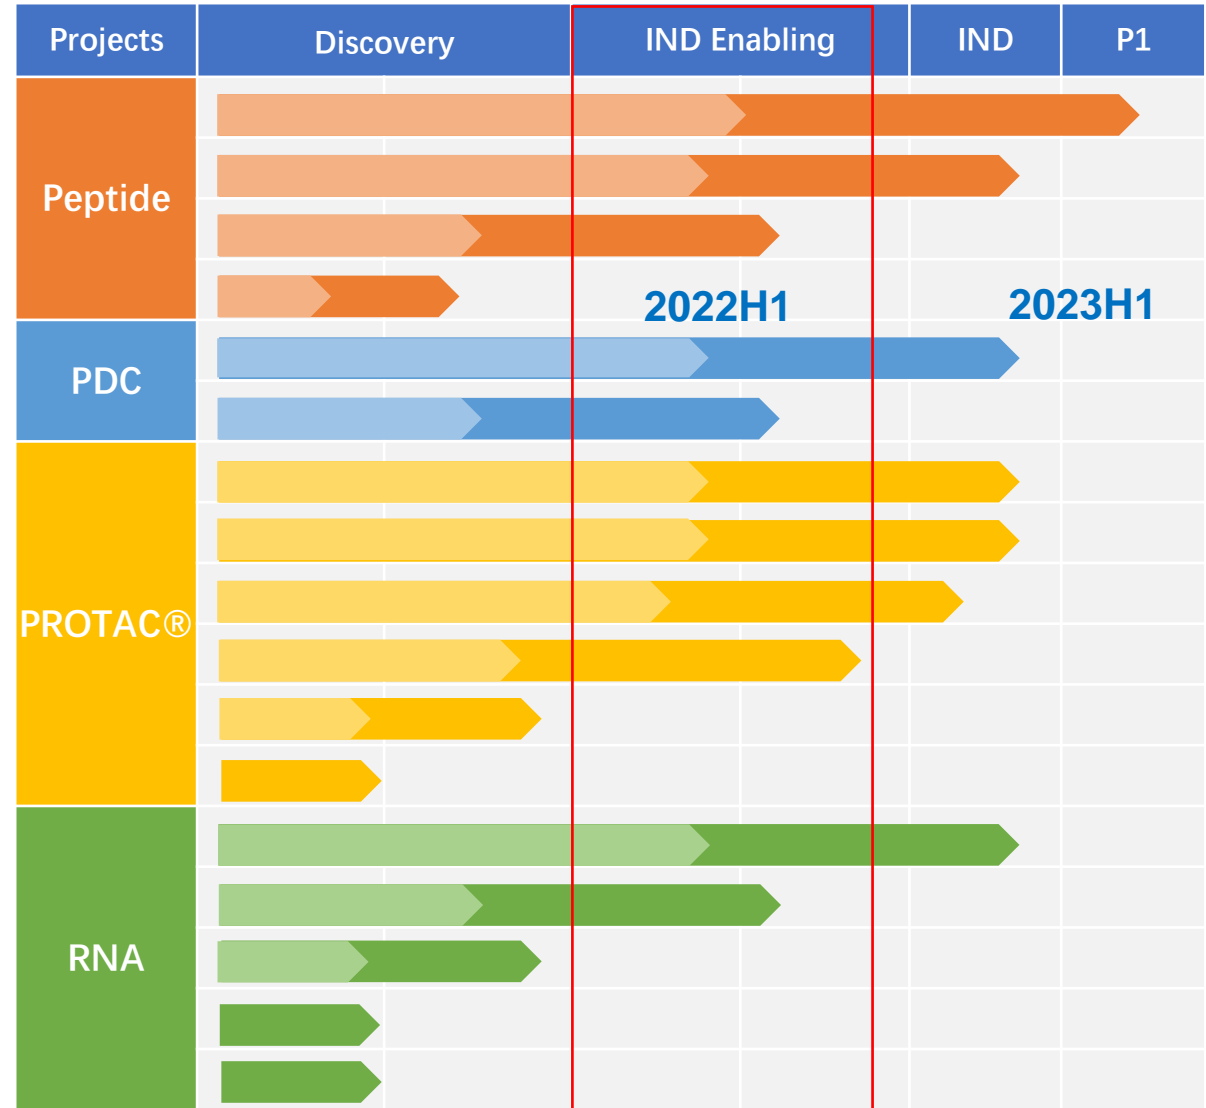 Projects
Discovery
IND Enabling
IND
P1
Peptide
2022H1
2023H1
PDC
PROTAC®
RNA